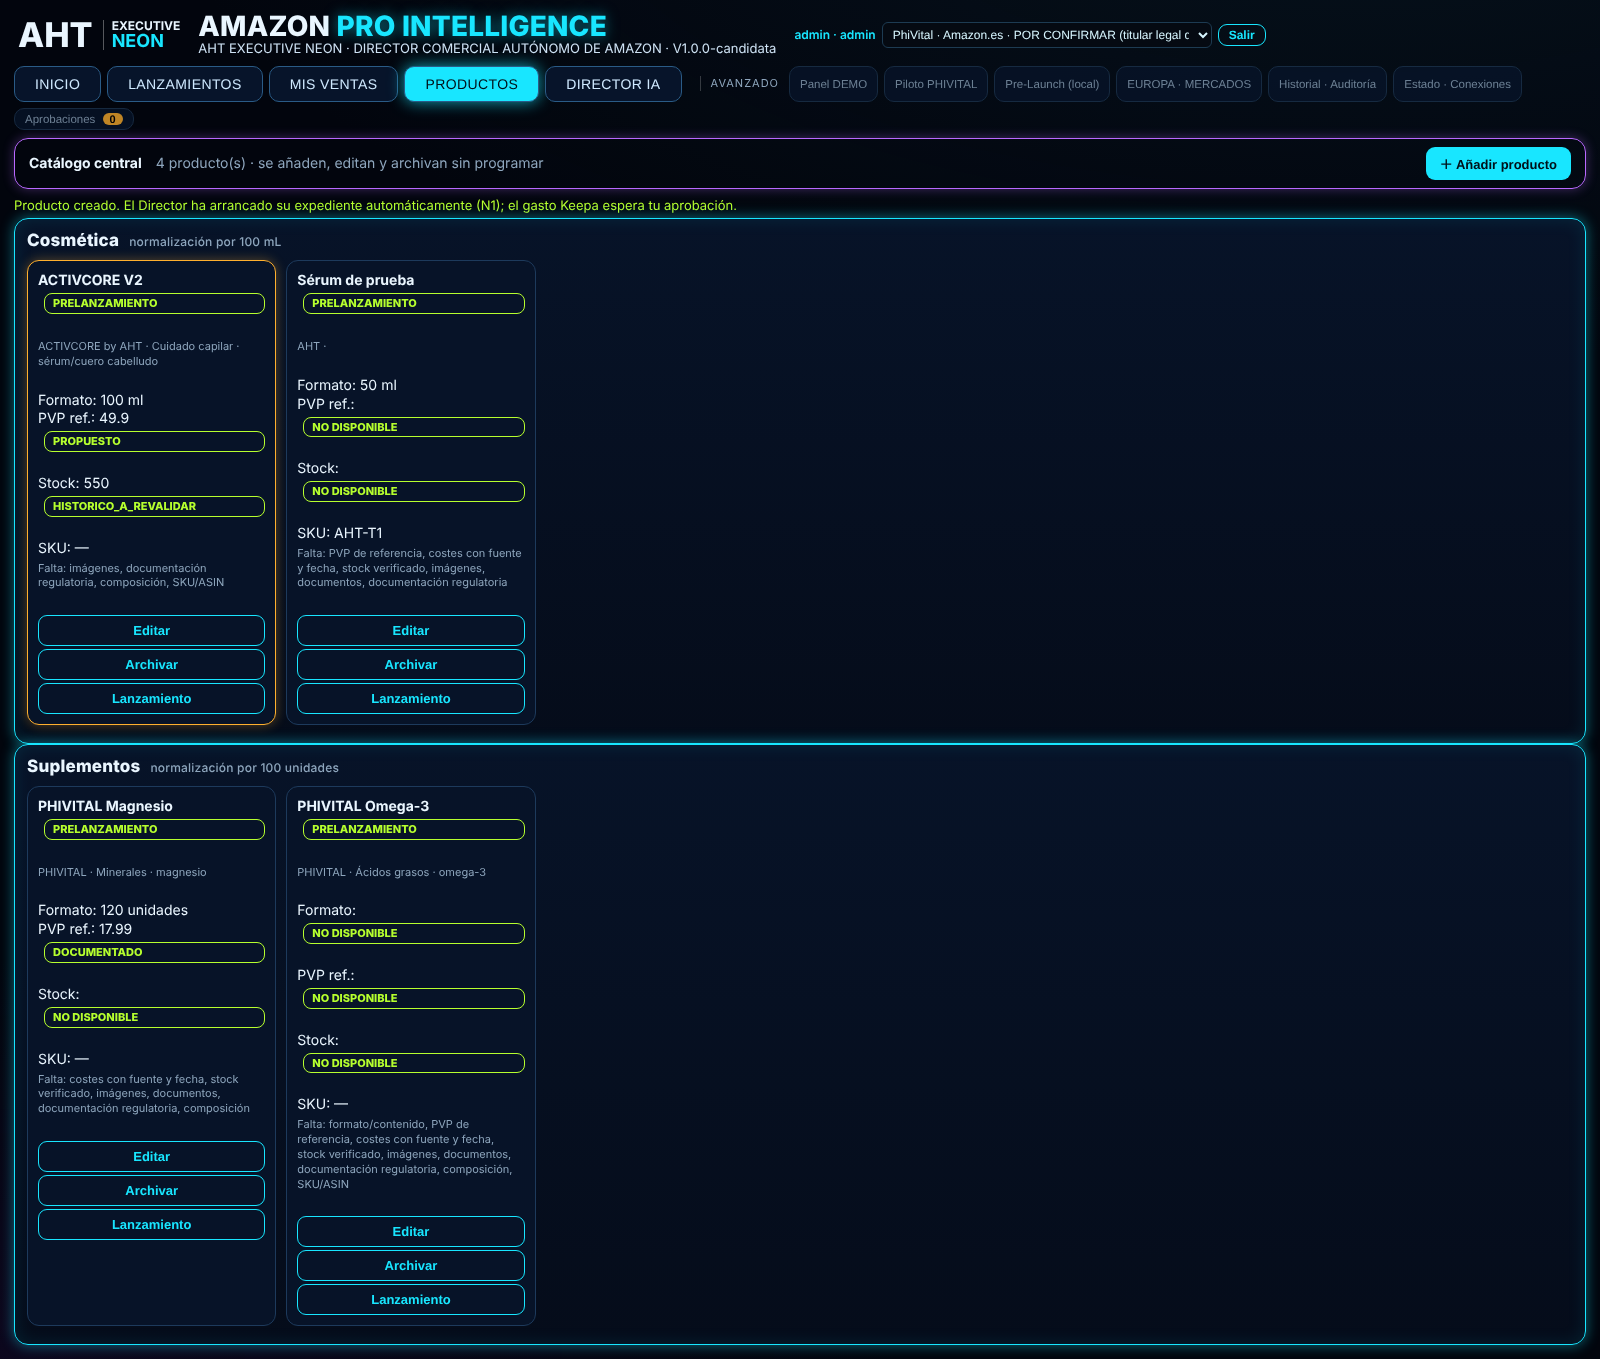 AHT EXECUTIVE NEON
AMAZON PRO INTELLIGENCE
AHT EXECUTIVE NEON · DIRECTOR COMERCIAL AUTÓNOMO DE AMAZON · V1.0.0-candidata
admin · admin
PhiVital · Amazon.es · POR CONFIRMAR (titular legal c
Salir
INICIO
LANZAMIENTOS
MIS VENTAS
PRODUCTOS
DIRECTOR IA
AVANZADO
Panel DEMO
Piloto PHIVITAL
Pre-Launch (local)
EUROPA · MERCADOS
Historial · Auditoría
Estado · Conexiones
Aprobaciones 0
Catálogo central 4 producto(s) · se añaden, editan y archivan sin programar
+ Añadir producto
Producto creado. El Director ha arrancado su expediente automáticamente (N1); el gasto Keepa espera tu aprobación.
Cosmética normalización por 100 mL
ACTIVCORE V2
PRELANZAMIENTO
ACTIVCORE by AHT · Cuidado capilar ·
sérum/cuero cabelludo
Formato: 100 ml
PVP ref.: 49.9
PROPUESTO
Stock: 550
HISTORICO_A_REVALIDAR
SKU: —
Falta: imágenes, documentación
regulatoria, composición, SKU/ASIN
Editar
Archivar
Lanzamiento
Sérum de prueba
PRELANZAMIENTO
AHT ·
Formato: 50 ml
PVP ref.:
NO DISPONIBLE
Stock:
NO DISPONIBLE
SKU: AHT-T1
Falta: PVP de referencia, costes con fuente
y fecha, stock verificado, imágenes,
documentos, documentación regulatoria
Editar
Archivar
Lanzamiento
Suplementos normalización por 100 unidades
PHIVITAL Magnesio
PRELANZAMIENTO
PHIVITAL · Minerales · magnesio
Formato: 120 unidades
PVP ref.: 17.99
DOCUMENTADO
Stock:
NO DISPONIBLE
SKU: —
Falta: costes con fuente y fecha, stock
verificado, imágenes, documentos,
documentación regulatoria, composición
Editar
Archivar
Lanzamiento
PHIVITAL Omega-3
PRELANZAMIENTO
PHIVITAL · Ácidos grasos · omega-3
Formato:
NO DISPONIBLE
PVP ref.:
NO DISPONIBLE
Stock:
NO DISPONIBLE
SKU: —
Falta: formato/contenido, PVP de
referencia, costes con fuente y fecha,
stock verificado, imágenes, documentos,
documentación regulatoria, composición,
SKU/ASIN
Editar
Archivar
Lanzamiento